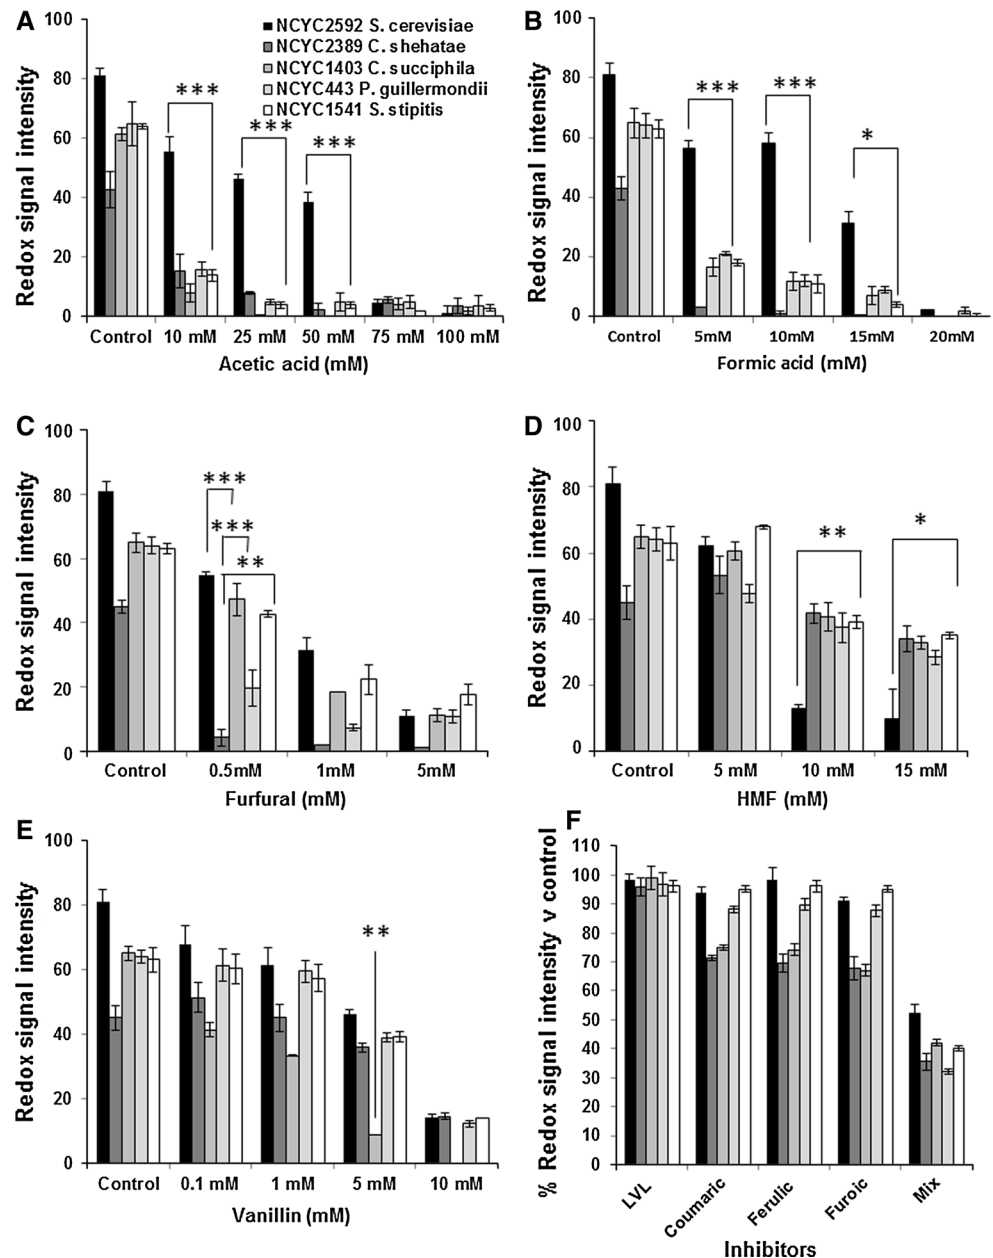 A
100
80
60
40
20
0
Redox signal intensity
NCYC2592 S. cerevisiae
NCYC2389 C. shehatae
NCYC1403 C. succiphila
NCYC443 P. guillermondii
NCYC1541 S. stipitis
***
***
***
Control 10 mM 25 mM 50 mM 75 mM 100 mM
Acetic acid (mM)
B
100
80
60
40
20
0
Redox signal intensity
***
***
*
Control 5mM 10mM 15mM 20mM
Formic acid (mM)
C
100
80
60
40
20
0
Redox signal intensity
***
***
**
Control 0.5mM 1mM 5mM
Furfural (mM)
D
100
80
60
40
20
0
Redox signal intensity
**
*
Control 5 mM 10 mM 15 mM
HMF (mM)
E
100
80
60
40
20
0
Redox signal intensity
**
Control 0.1 mM 1 mM 5 mM 10 mM
Vanillin (mM)
F
110
100
90
80
70
60
50
40
30
20
10
0
% Redox signal intensity v control
LVL Coumaric Ferulic Furoic Mix
Inhibitors